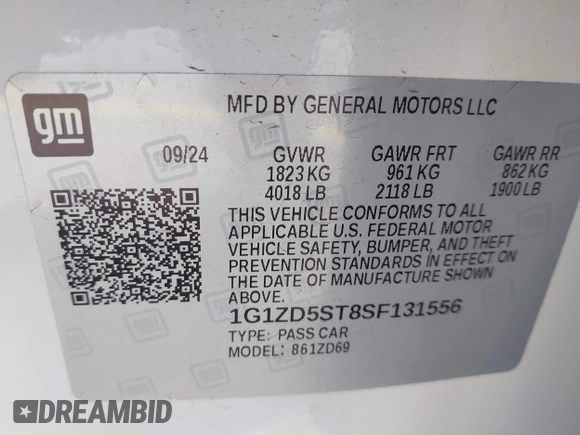 gm
MFD BY GENERAL MOTORS LLC
09/24 GVWR GAWR FRT GAWR RR
1823 KG 961 KG 862 KG
4018 LB 2118 LB 1900 LB
THIS VEHICLE CONFORMS TO ALL
APPLICABLE U.S. FEDERAL MOTOR
VEHICLE SAFETY, BUMPER, AND THEFT
PREVENTION STANDARDS IN EFFECT ON
THE DATE OF MANUFACTURE SHOWN
ABOVE.
1G1ZD5ST8SF131556
TYPE: PASS CAR
MODEL: 861ZD69
DREAMBID